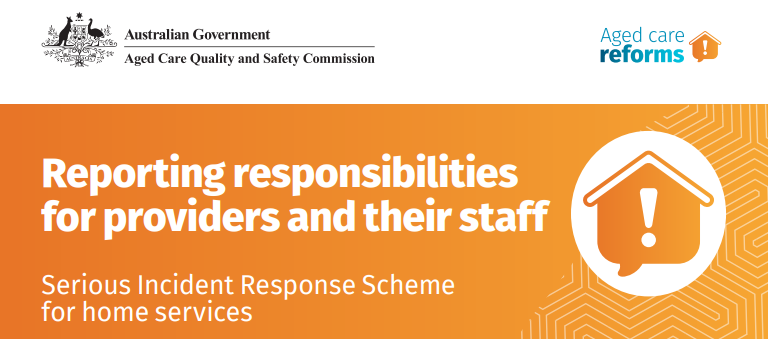 Australian Government
Aged Care Quality and Safety Commission
Aged care
reforms
Reporting responsibilities
for providers and their staff
Serious Incident Response Scheme
for home services